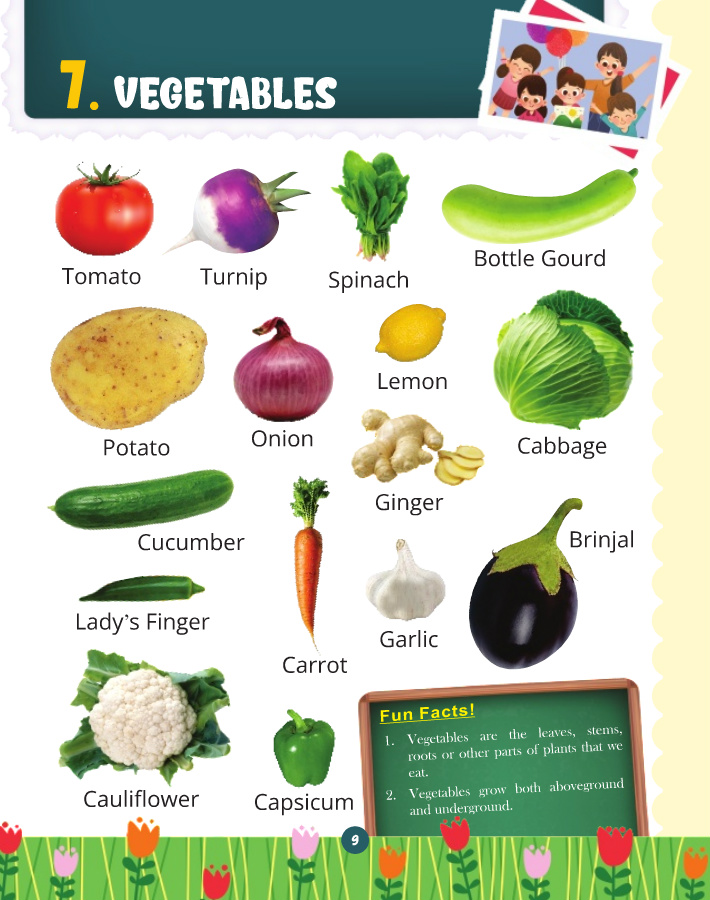 7. VEGETABLES
Tomato
Turnip
Spinach
Bottle Gourd
Potato
Onion
Lemon
Cabbage
Ginger
Cucumber
Brinjal
Lady's Finger
Carrot
Garlic
Cauliflower
Capsicum
Fun Facts!
1. Vegetables are the leaves, stems,
roots or other parts of plants that we
eat.
2. Vegetables grow both aboveground
and underground.
9